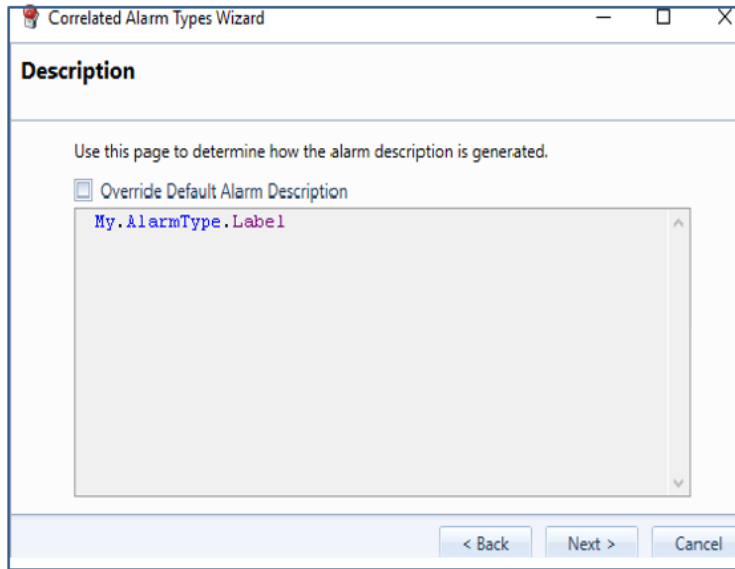 Correlated Alarm Types Wizard
Description
Use this page to determine how the alarm description is generated.
Override Default Alarm Description
My.AlarmType.Label
< Back Next > Cancel